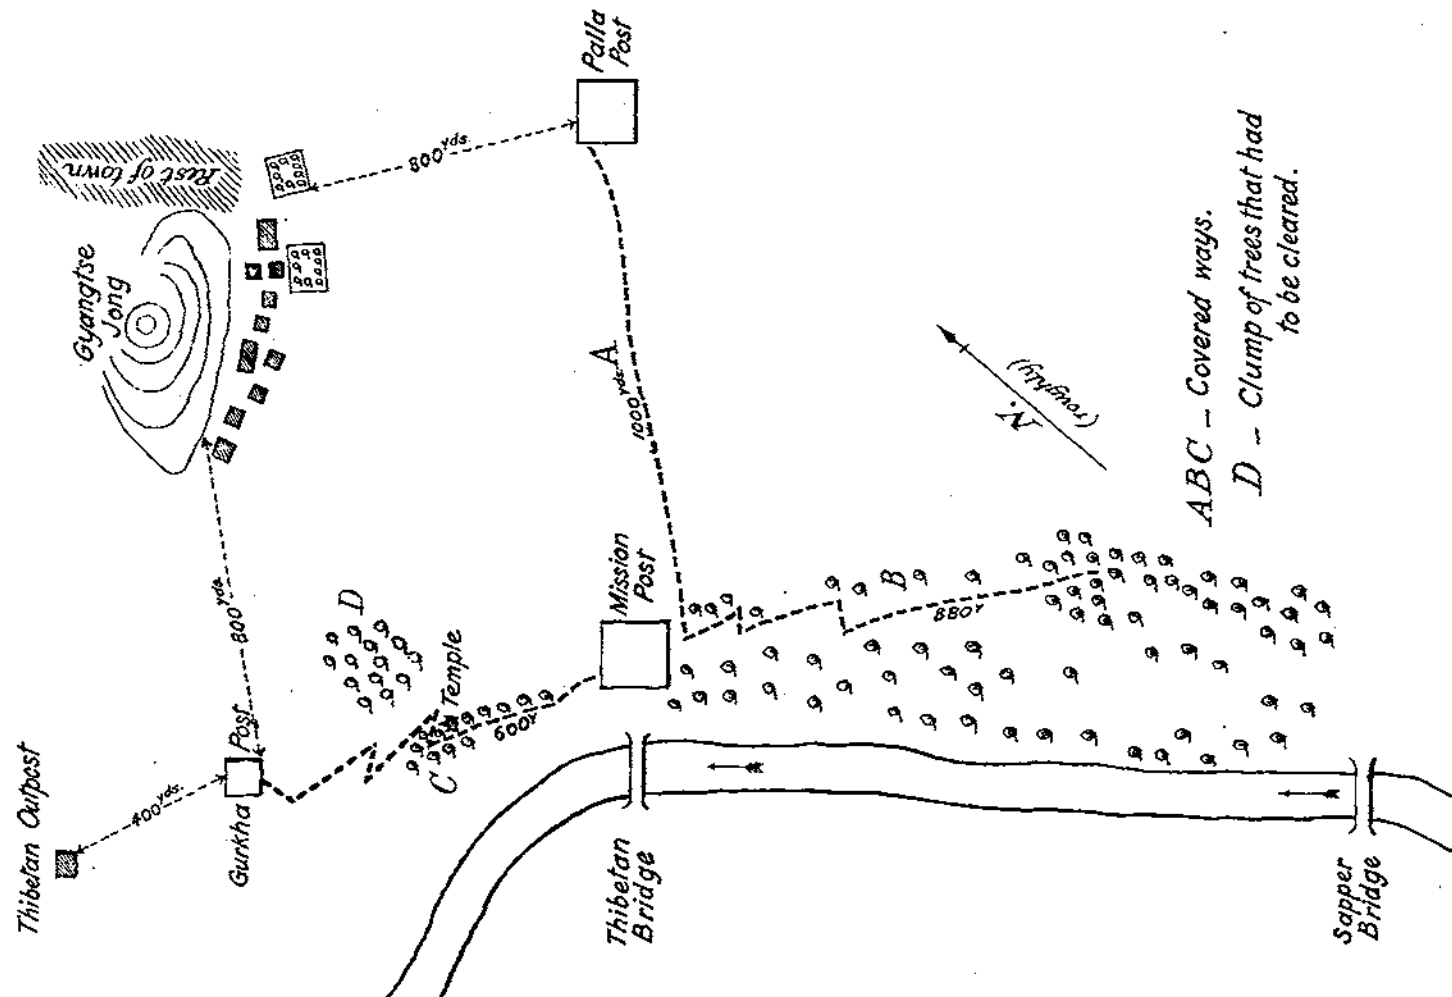 Palla
Post
800 yds.
Rest of town
Gyangtse
Jong
A
1000 yds.
800 yds.
D
Temple
C
600 Y
Mission
Post
B
880 Y
Gurkha Post
400 yds.
Thibetan Outpost
Thibetan
Bridge
Sapper
Bridge
N.
(roughly)
ABC – Covered ways.
D – Clump of trees that had
to be cleared.